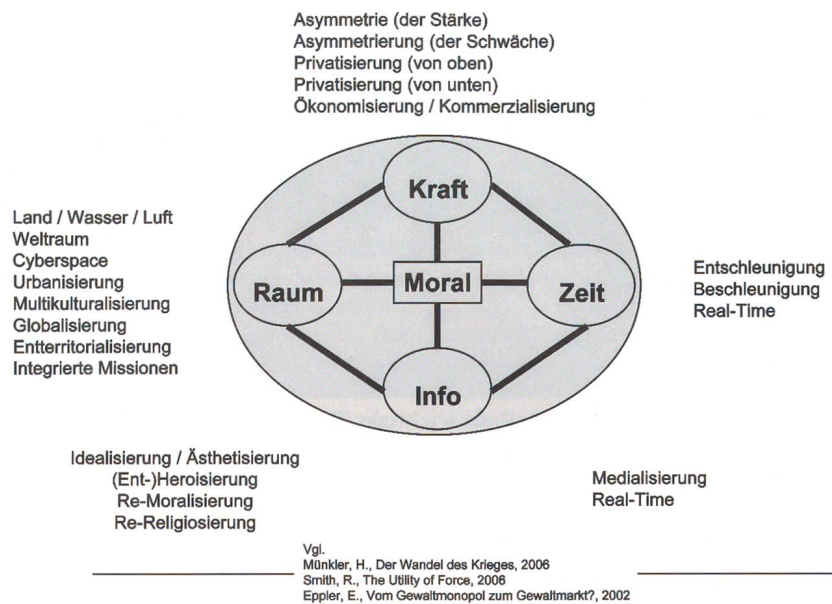 Asymmetrie (der Stärke)
Asymmetrierung (der Schwäche)
Privatisierung (von oben)
Privatisierung (von unten)
Ökonomisierung / Kommerzialisierung
Kraft
Land / Wasser / Luft
Weltraum
Cyberspace
Urbanisierung
Multikulturalisierung
Globalisierung
Entterritorialisierung
Integrierte Missionen
Raum
Moral
Zeit
Entschleunigung
Beschleunigung
Real-Time
Info
Idealisierung / Ästhetisierung
(Ent-)Heroisierung
Re-Moralisierung
Re-Religiosierung
Medialisierung
Real-Time
Vgl.
Münkler, H., Der Wandel des Krieges, 2006
Smith, R., The Utility of Force, 2006
Eppler, E., Vom Gewaltmonopol zum Gewaltmarkt?, 2002